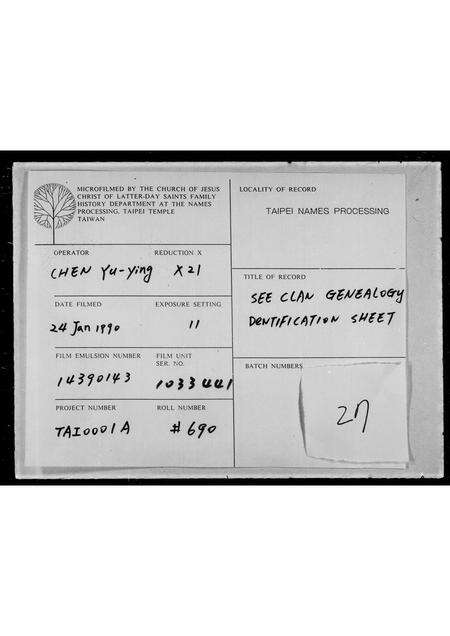 MICROFILMED BY THE CHURCH OF JESUS
CHRIST OF LATTER-DAY SAINTS FAMILY
HISTORY DEPARTMENT AT THE NAMES
PROCESSING, TAIPEI TEMPLE
TAIWAN
OPERATOR REDUCTION X
CHEN Yu-Ying X21
DATE FILMED EXPOSURE SETTING
24 Jan 1990 11
FILM EMULSION NUMBER FILM UNIT
SER. NO.
14390143 1033441
PROJECT NUMBER ROLL NUMBER
TAI0001A #690
LOCALITY OF RECORD
TAIPEI NAMES PROCESSING
TITLE OF RECORD
SEE CLAN GENEALOGY
DENTIFICATION SHEET
BATCH NUMBERS